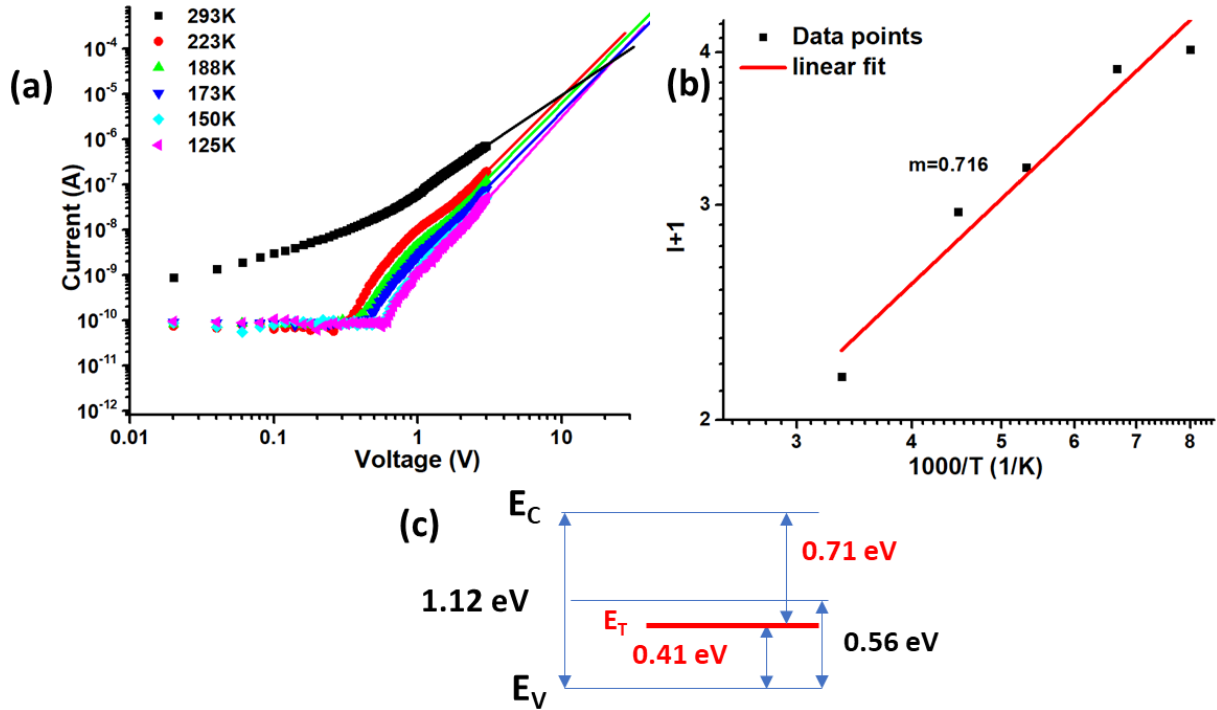 (a)
293K
223K
188K
173K
150K
125K
10⁻⁴
10⁻⁵
10⁻⁶
10⁻⁷
10⁻⁸
10⁻⁹
10⁻¹⁰
10⁻¹¹
10⁻¹²
Current (A)
0.01
0.1
1
10
Voltage (V)
(b)
Data points
linear fit
m=0.716
4
3
2
l+1
3
4
5
6
7
8
1000/T (1/K)
(c)
E_C
0.71 eV
1.12 eV
E_T
0.41 eV
0.56 eV
E_V